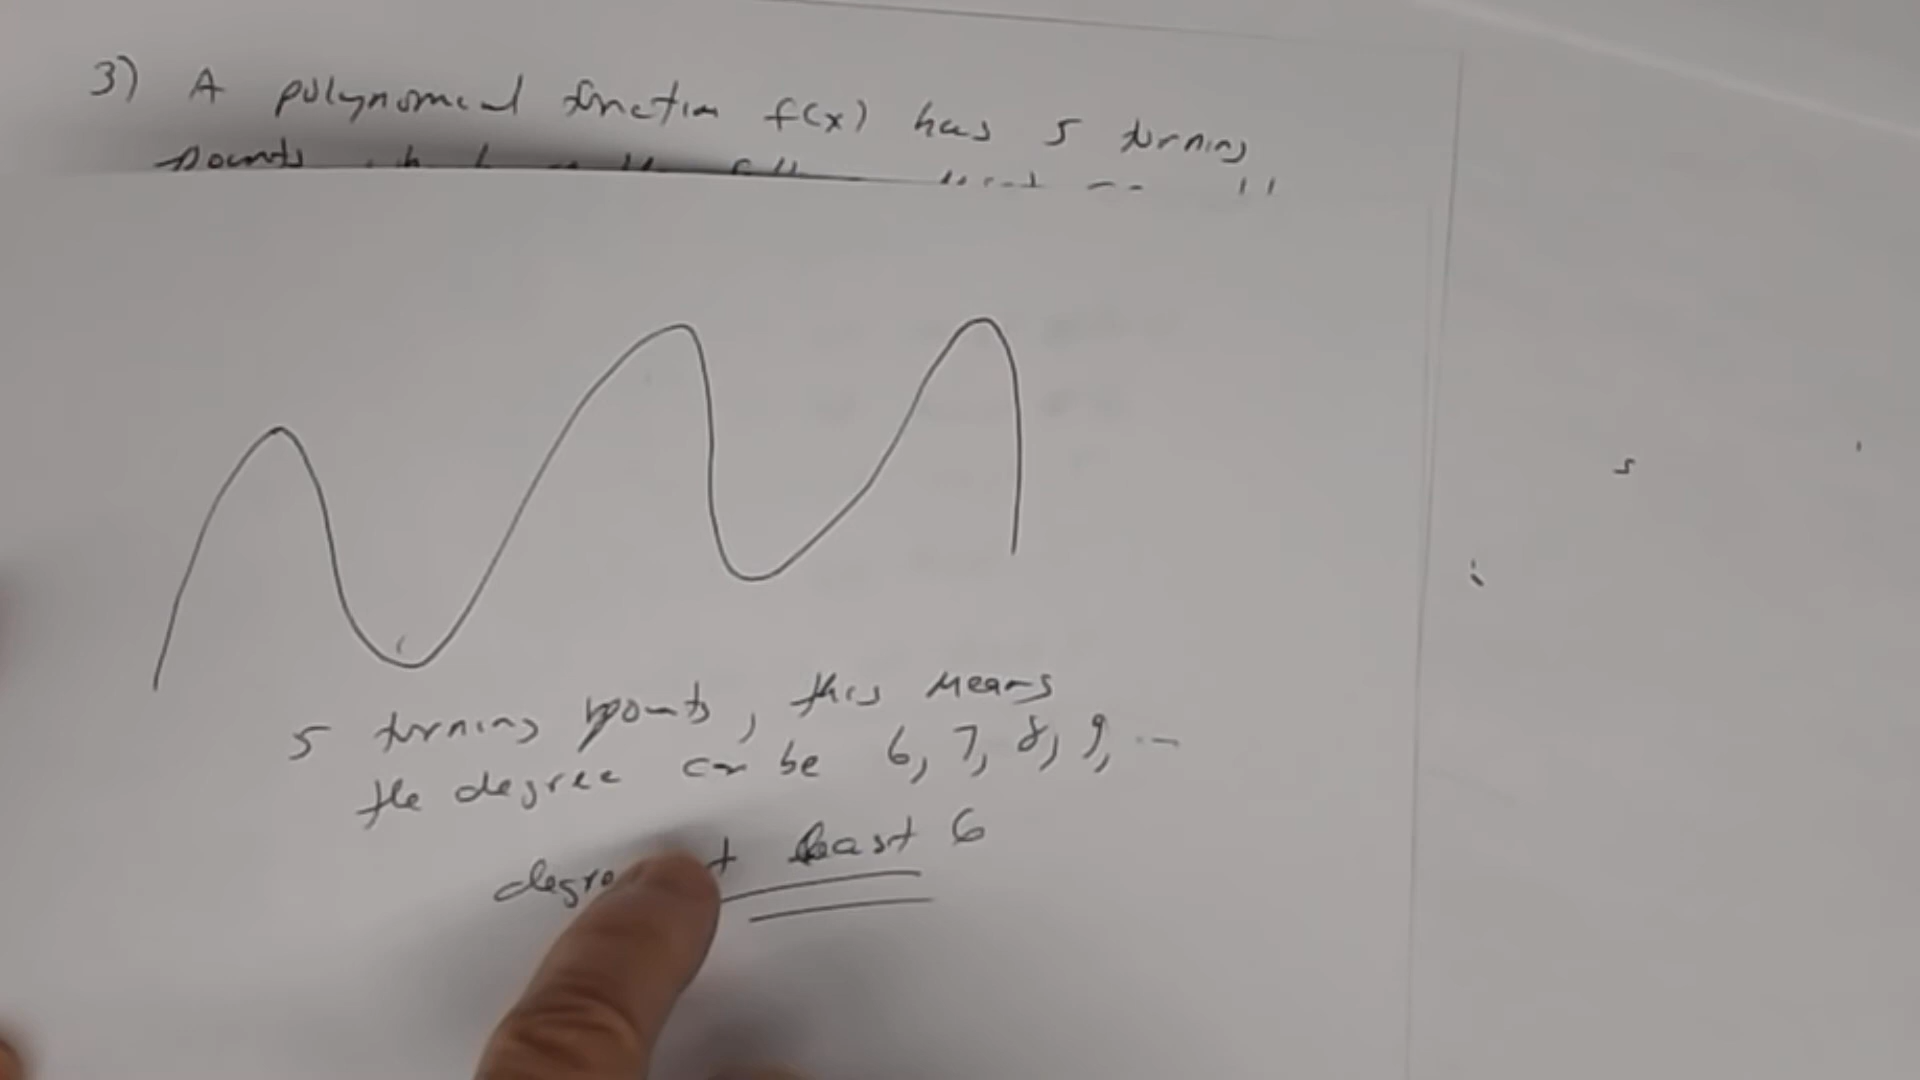 3) A polynomial function f(x) has 5 turning
points
5 turning points, this means
the degree can be 6, 7, 8, 9, ...
least 6